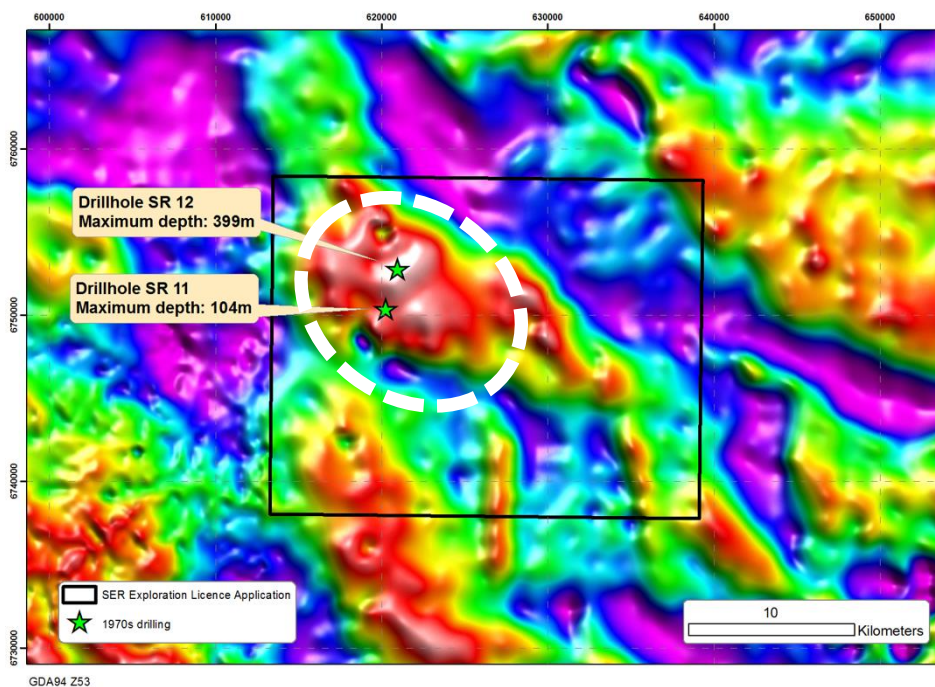 600000 610000 620000 630000 640000 650000
6760000
Drillhole SR 12
Maximum depth: 399m
Drillhole SR 11
Maximum depth: 104m
6750000
6740000
SER Exploration Licence Application
1970s drilling
10
Kilometers
6730000
GDA94 Z53